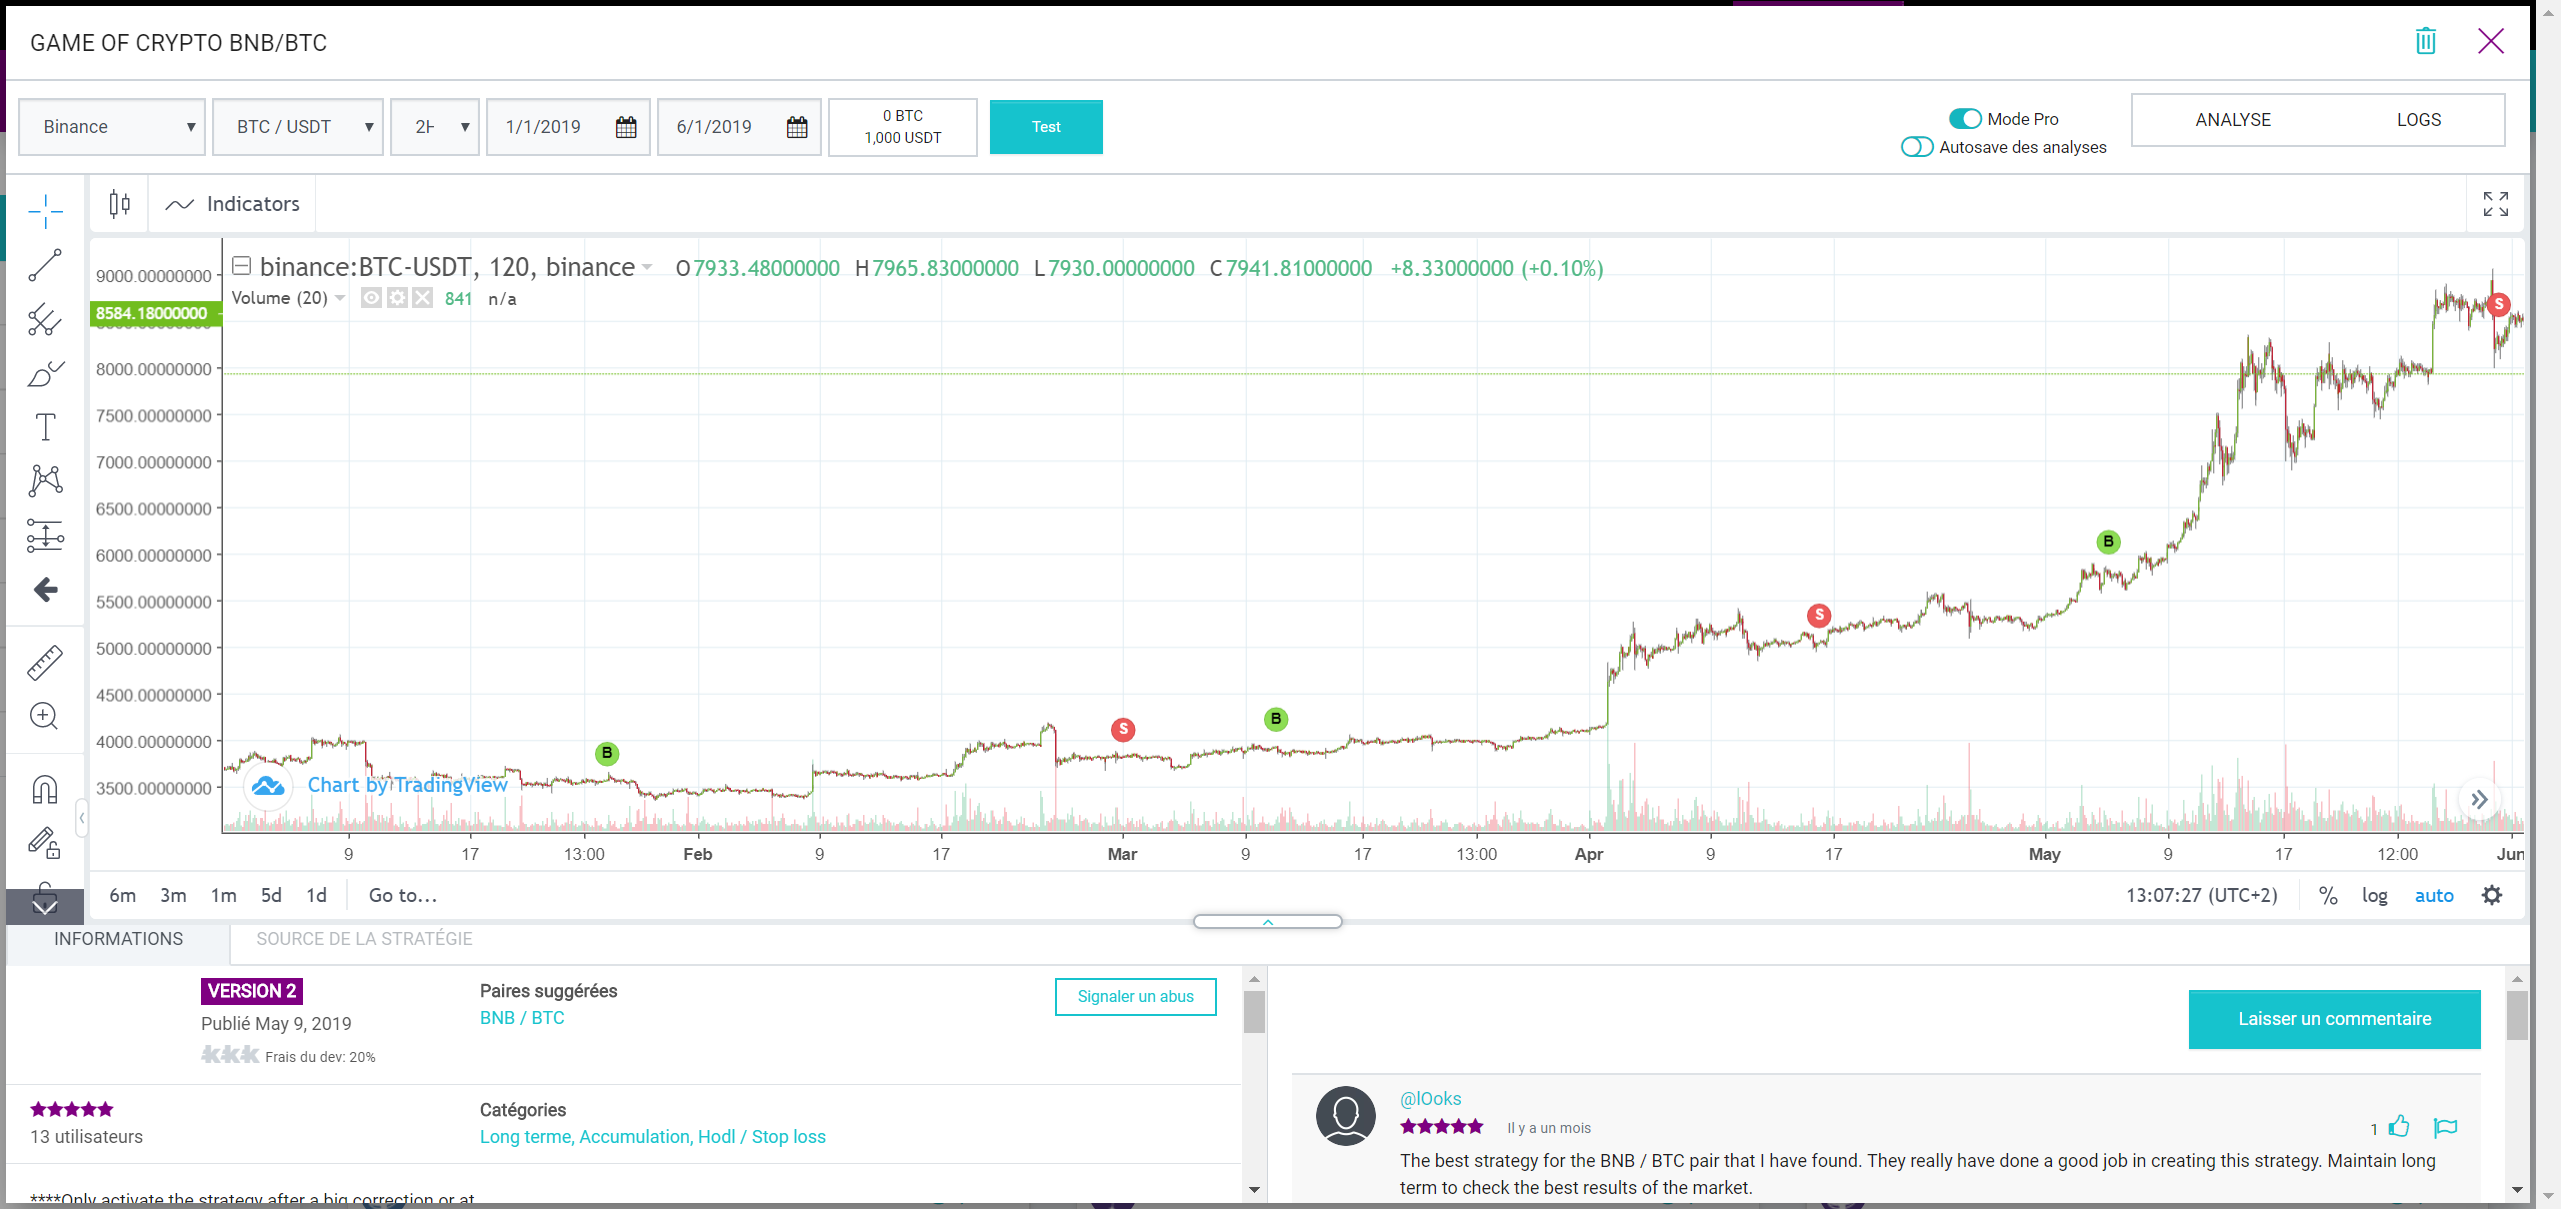 GAME OF CRYPTO BNB/BTC
Binance
BTC / USDT
1/1/2019
6/1/2019
0 BTC
1,000 USDT
Test
Mode Pro
Autosave des analyses
ANALYSE
LOGS
Indicators
binance:BTC-USDT, 120, binance O7933.48000000 H7965.83000000 L7930.00000000 C7941.81000000 +8.33000000 (+0.10%)
Volume (20) 841 n/a
9000.00000000
8584.18000000
8000.00000000
7500.00000000
7000.00000000
6500.00000000
6000.00000000
5500.00000000
5000.00000000
4500.00000000
4000.00000000
3500.00000000
B
S
B
S
B
S
Chart by TradingView
9 17 13:00 Feb 9 17 Mar 9 17 13:00 Apr 9 17 May 9 17 12:00 Jun
6m 3m 1m 5d 1d Go to...
13:07:27 (UTC+2) % log auto
INFORMATIONS
SOURCE DE LA STRATÉGIE
VERSION 2
Publié May 9, 2019
Frais du dev: 20%
Paires suggérées
BNB / BTC
Signaler un abus
13 utilisateurs
Catégories
Long terme, Accumulation, Hodl / Stop loss
****Only activate the strategy after a big correction or at
Laisser un commentaire
@lOoks
Il y a un mois
1
The best strategy for the BNB / BTC pair that I have found. They really have done a good job in creating this strategy. Maintain long
term to check the best results of the market.